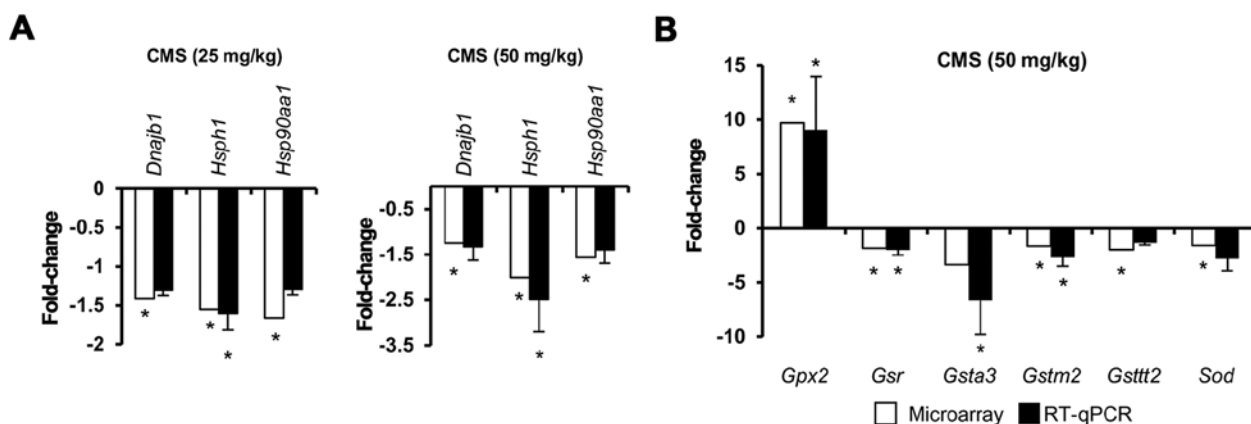 A
CMS (25 mg/kg)
Dnajb1
Hsph1
Hsp90aa1
0
-0.5
-1
-1.5
-2
Fold-change
*
*
*
*
CMS (50 mg/kg)
Dnajb1
Hsph1
Hsp90aa1
-0.5
-1.5
-2.5
-3.5
Fold-change
*
*
*
*
B
CMS (50 mg/kg)
15
10
5
0
-5
-10
Fold-change
* *
* * * * * * *
*
Gpx2 Gsr Gsta3 Gstm2 Gsttt2 Sod
Microarray RT-qPCR